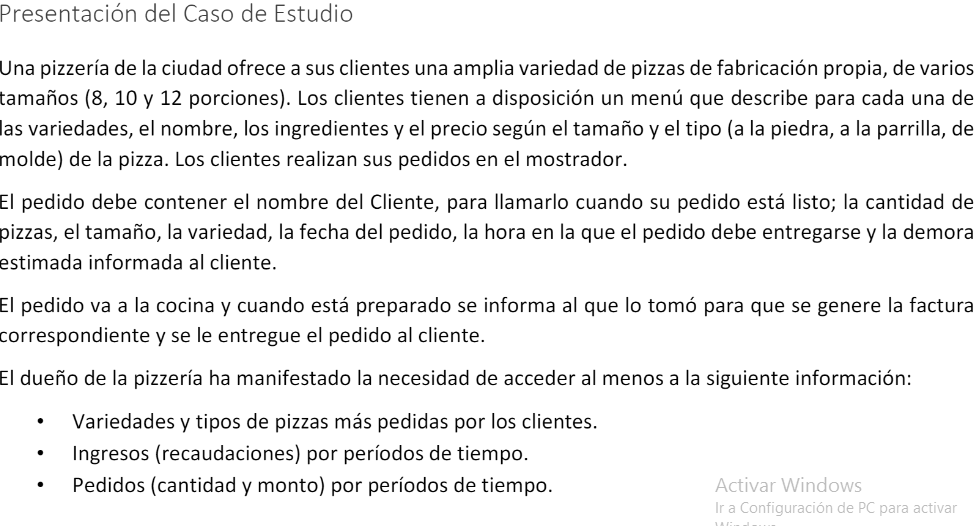 Presentación del Caso de Estudio
Una pizzería de la ciudad ofrece a sus clientes una amplia variedad de pizzas de fabricación propia, de varios
tamaños (8, 10 y 12 porciones). Los clientes tienen a disposición un menú que describe para cada una de
las variedades, el nombre, los ingredientes y el precio según el tamaño y el tipo (a la piedra, a la parrilla, de
molde) de la pizza. Los clientes realizan sus pedidos en el mostrador.
El pedido debe contener el nombre del Cliente, para llamarlo cuando su pedido está listo; la cantidad de
pizzas, el tamaño, la variedad, la fecha del pedido, la hora en la que el pedido debe entregarse y la demora
estimada informada al cliente.
El pedido va a la cocina y cuando está preparado se informa al que lo tomó para que se genere la factura
correspondiente y se le entregue el pedido al cliente.
El dueño de la pizzería ha manifestado la necesidad de acceder al menos a la siguiente información:
• Variedades y tipos de pizzas más pedidas por los clientes.
• Ingresos (recaudaciones) por períodos de tiempo.
• Pedidos (cantidad y monto) por períodos de tiempo.
Activar Windows
Ir a Configuración de PC para activar
Windows.